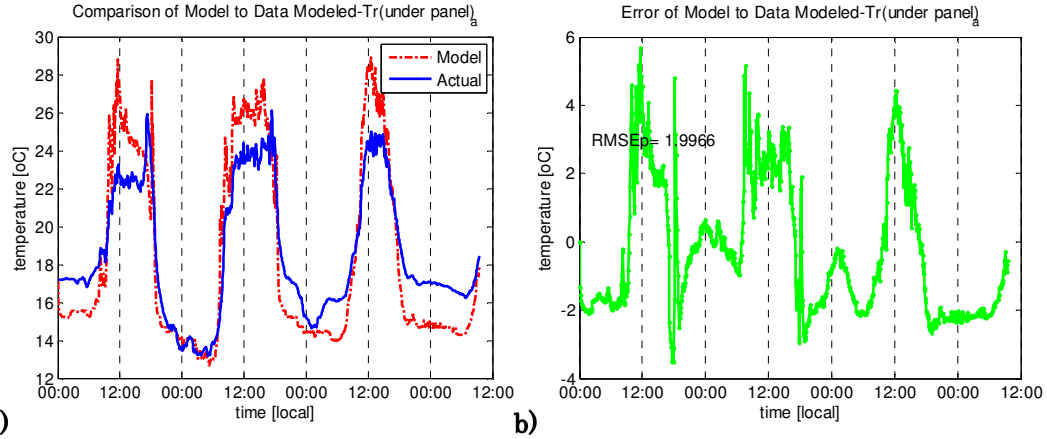 Comparison of Model to Data Modeled-Tr(under panel)a
30
28
26
24
22
20
18
16
14
12
temperature [oC]
Model
Actual
00:00 12:00 00:00 12:00 00:00 12:00 00:00 12:00
time [local]
)
Error of Model to Data Modeled-Tr(under panel)a
6
4
2
0
-2
-4
temperature [oC]
RMSEp= 1.9966
00:00 12:00 00:00 12:00 00:00 12:00 00:00 12:00
time [local]
b)